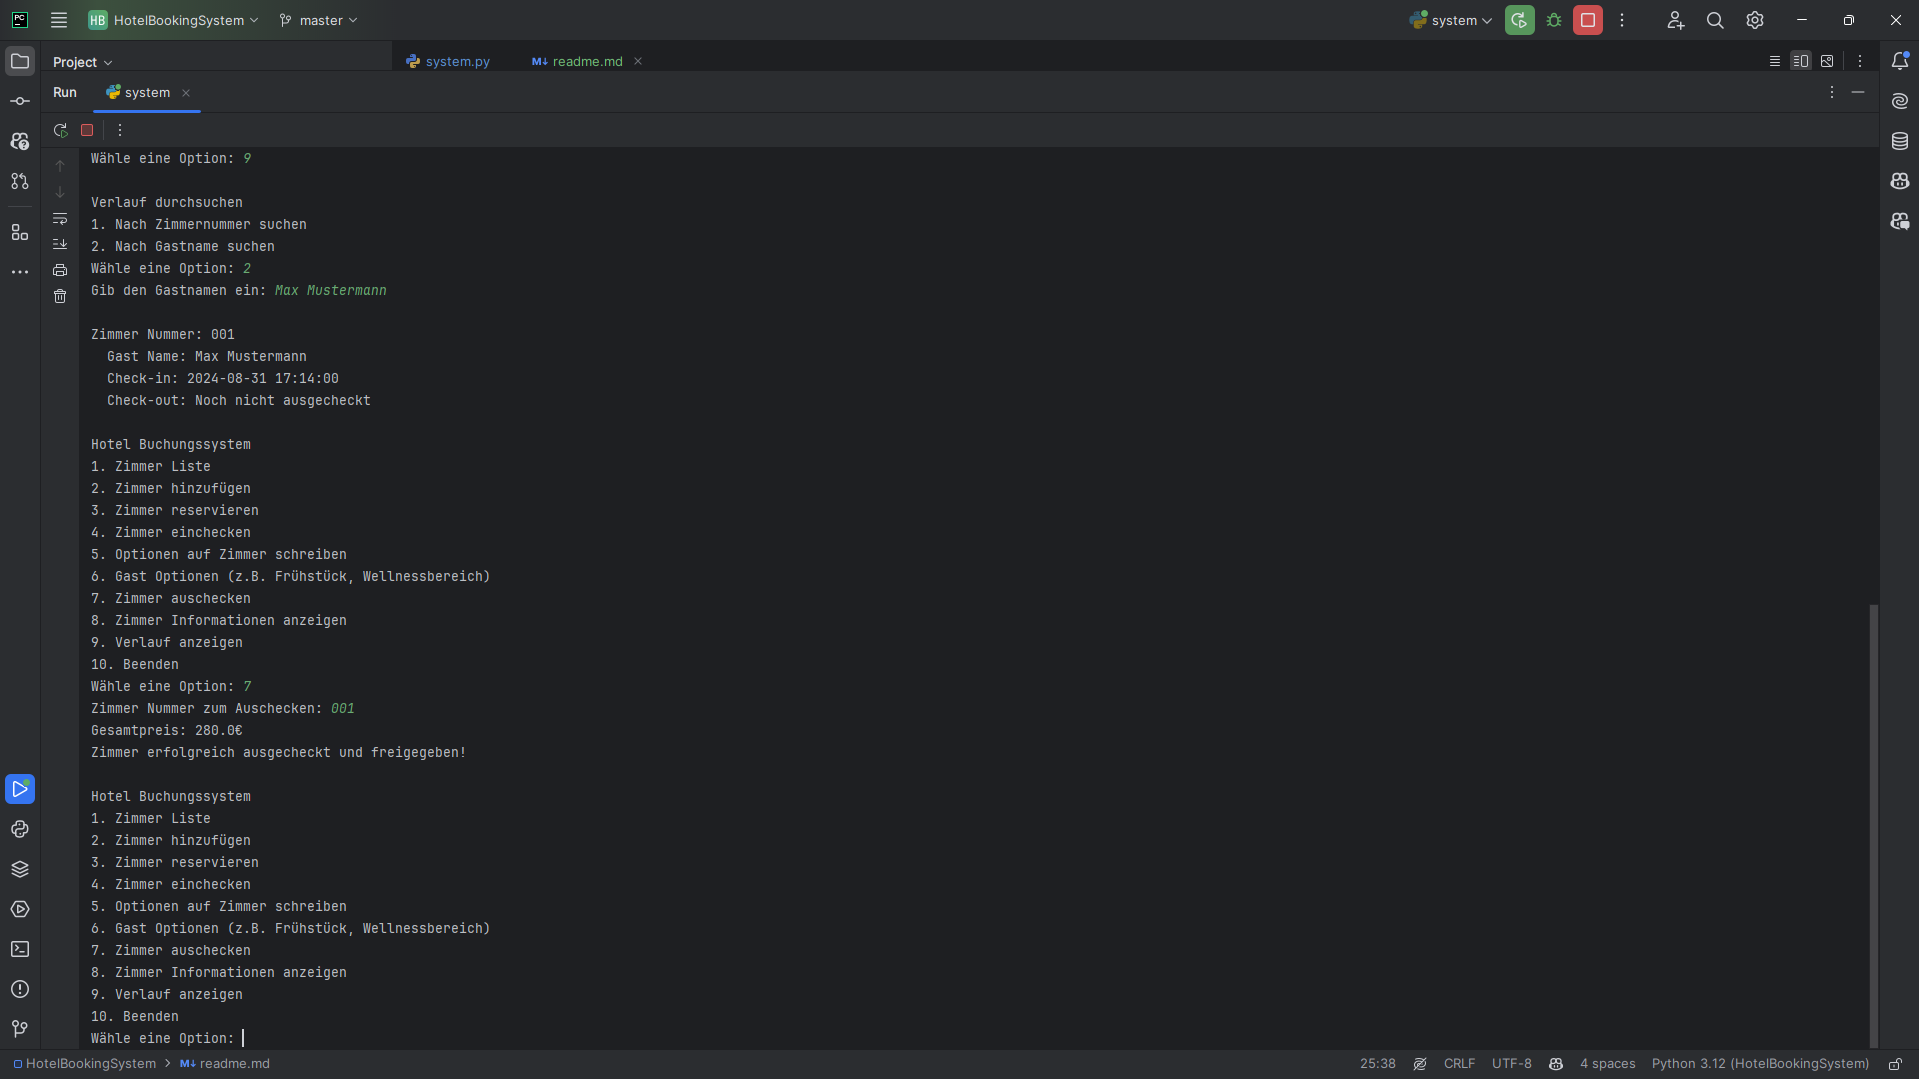 PC
HB HotelBookingSystem
master
system
Project
system.py
readme.md
Run
system
Wähle eine Option: 9
Verlauf durchsuchen
1. Nach Zimmernummer suchen
2. Nach Gastname suchen
Wähle eine Option: 2
Gib den Gastnamen ein: Max Mustermann
Zimmer Nummer: 001
Gast Name: Max Mustermann
Check-in: 2024-08-31 17:14:00
Check-out: Noch nicht ausgecheckt
Hotel Buchungssystem
1. Zimmer Liste
2. Zimmer hinzufügen
3. Zimmer reservieren
4. Zimmer einchecken
5. Optionen auf Zimmer schreiben
6. Gast Optionen (z.B. Frühstück, Wellnessbereich)
7. Zimmer auschecken
8. Zimmer Informationen anzeigen
9. Verlauf anzeigen
10. Beenden
Wähle eine Option: 7
Zimmer Nummer zum Auschecken: 001
Gesamtpreis: 280.0€
Zimmer erfolgreich ausgecheckt und freigegeben!
Hotel Buchungssystem
1. Zimmer Liste
2. Zimmer hinzufügen
3. Zimmer reservieren
4. Zimmer einchecken
5. Optionen auf Zimmer schreiben
6. Gast Optionen (z.B. Frühstück, Wellnessbereich)
7. Zimmer auschecken
8. Zimmer Informationen anzeigen
9. Verlauf anzeigen
10. Beenden
Wähle eine Option:
HotelBookingSystem > M↓ readme.md
25:38 CRLF UTF-8 4 spaces Python 3.12 (HotelBookingSystem)